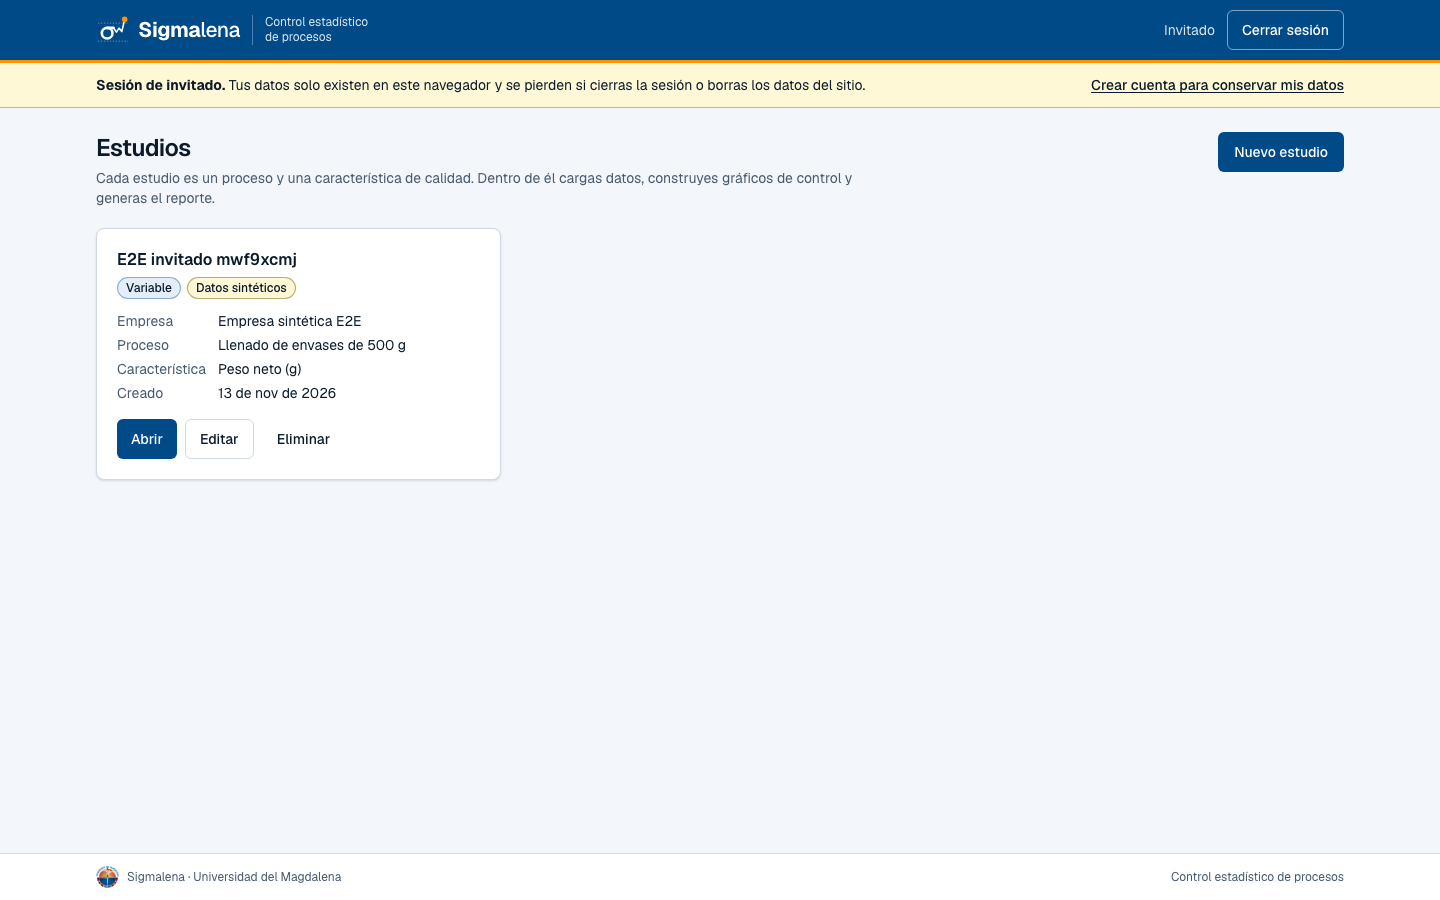 Sigmalena
Control estadístico
de procesos
Invitado
Cerrar sesión
Sesión de invitado. Tus datos solo existen en este navegador y se pierden si cierras la sesión o borras los datos del sitio.
Crear cuenta para conservar mis datos
Estudios
Nuevo estudio
Cada estudio es un proceso y una característica de calidad. Dentro de él cargas datos, construyes gráficos de control y
generas el reporte.
E2E invitado mwf9xcmj
Variable Datos sintéticos
Empresa Empresa sintética E2E
Proceso Llenado de envases de 500 g
Característica Peso neto (g)
Creado 13 de nov de 2026
Abrir Editar Eliminar
Sigmalena · Universidad del Magdalena
Control estadístico de procesos